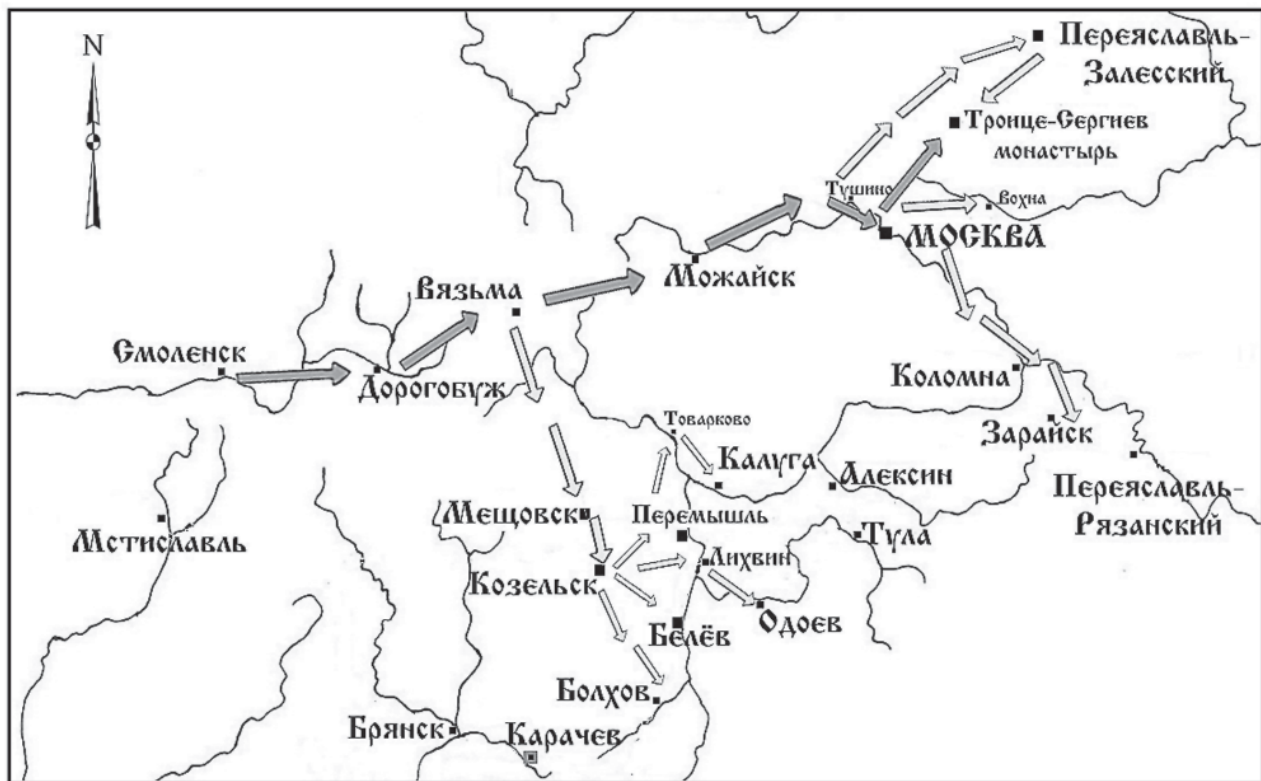 N
Переяславль-
Залесский
Троице-Сергиев
монастырь
Тушино
Вохна
МОСКВА
Можайск
Вязьма
Смоленск
Дорогобуж
Коломна
Зарайск
Товарково
Калуга
Алексин
Переяславль-
Рязанский
Мстиславль
Мещовск
Перемышль
Тула
Лихвин
Козельск
Одоев
Белёв
Болхов
Брянск
Карачев